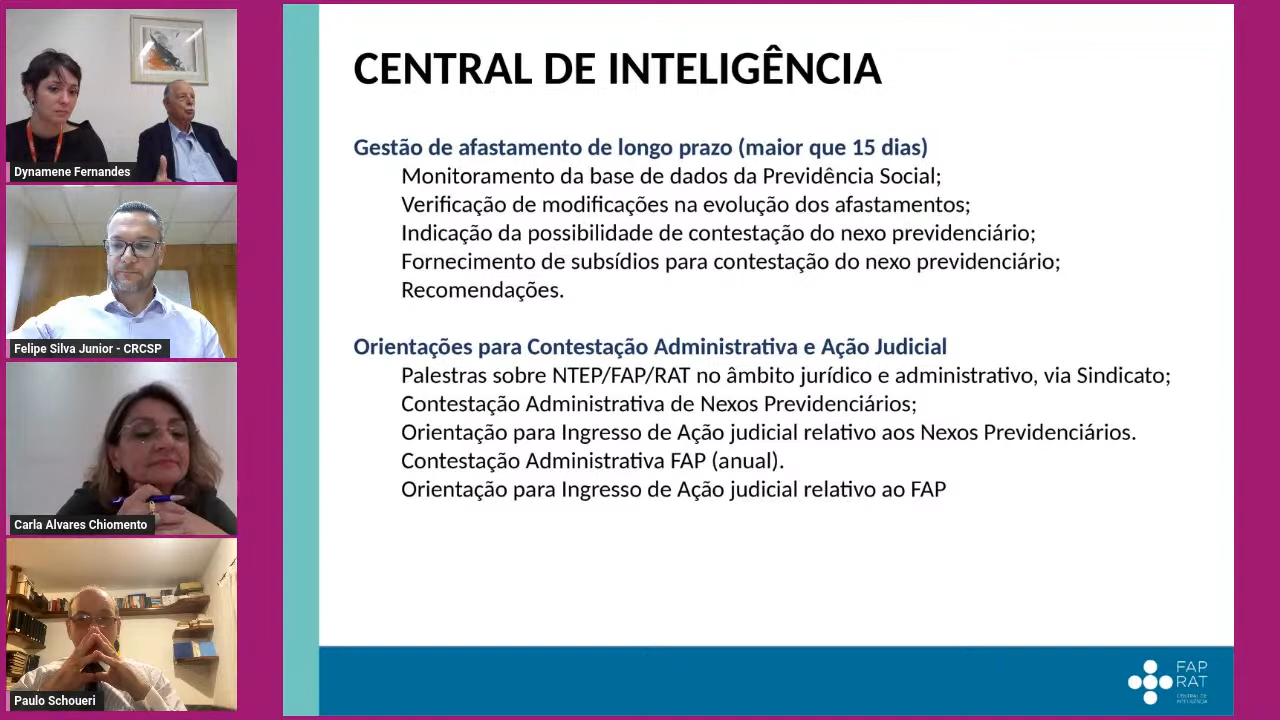 Dynamene Fernandes
Felipe Silva Junior - CRCSP
Carla Alvares Chiomento
Paulo Schoueri
CENTRAL DE INTELIGÊNCIA
Gestão de afastamento de longo prazo (maior que 15 dias)
Monitoramento da base de dados da Previdência Social;
Verificação de modificações na evolução dos afastamentos;
Indicação da possibilidade de contestação do nexo previdenciário;
Fornecimento de subsídios para contestação do nexo previdenciário;
Recomendações.
Orientações para Contestação Administrativa e Ação Judicial
Palestras sobre NTEP/FAP/RAT no âmbito jurídico e administrativo, via Sindicato;
Contestação Administrativa de Nexos Previdenciários;
Orientação para Ingresso de Ação judicial relativo aos Nexos Previdenciários.
Contestação Administrativa FAP (anual).
Orientação para Ingresso de Ação judicial relativo ao FAP
FAP
RAT
CENTRAL DE
INTELIGÊNCIA